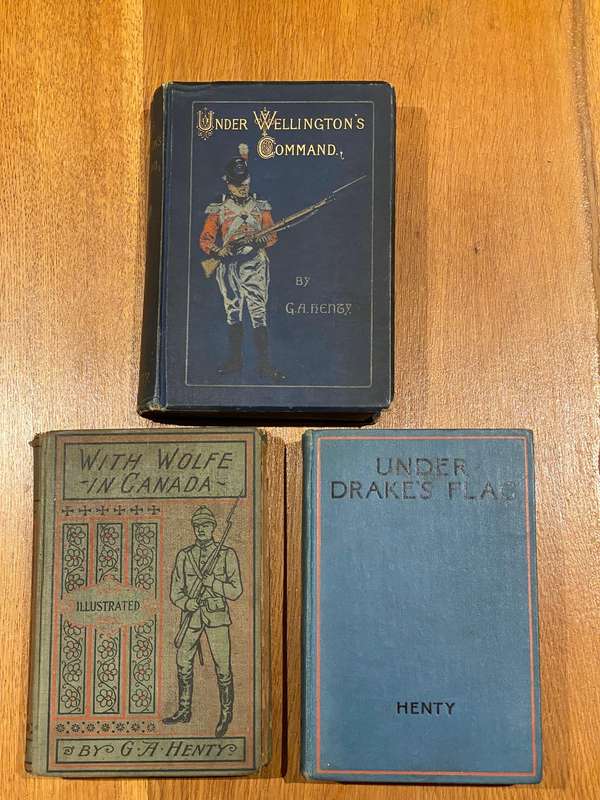 UNDER WELLINGTON'S
COMMAND.
BY
G.A. HENTY.
WITH WOLFE
-IN CANADA-
ILLUSTRATED
BY·G·A·HENTY·
UNDER
DRAKE'S FLAG
HENTY